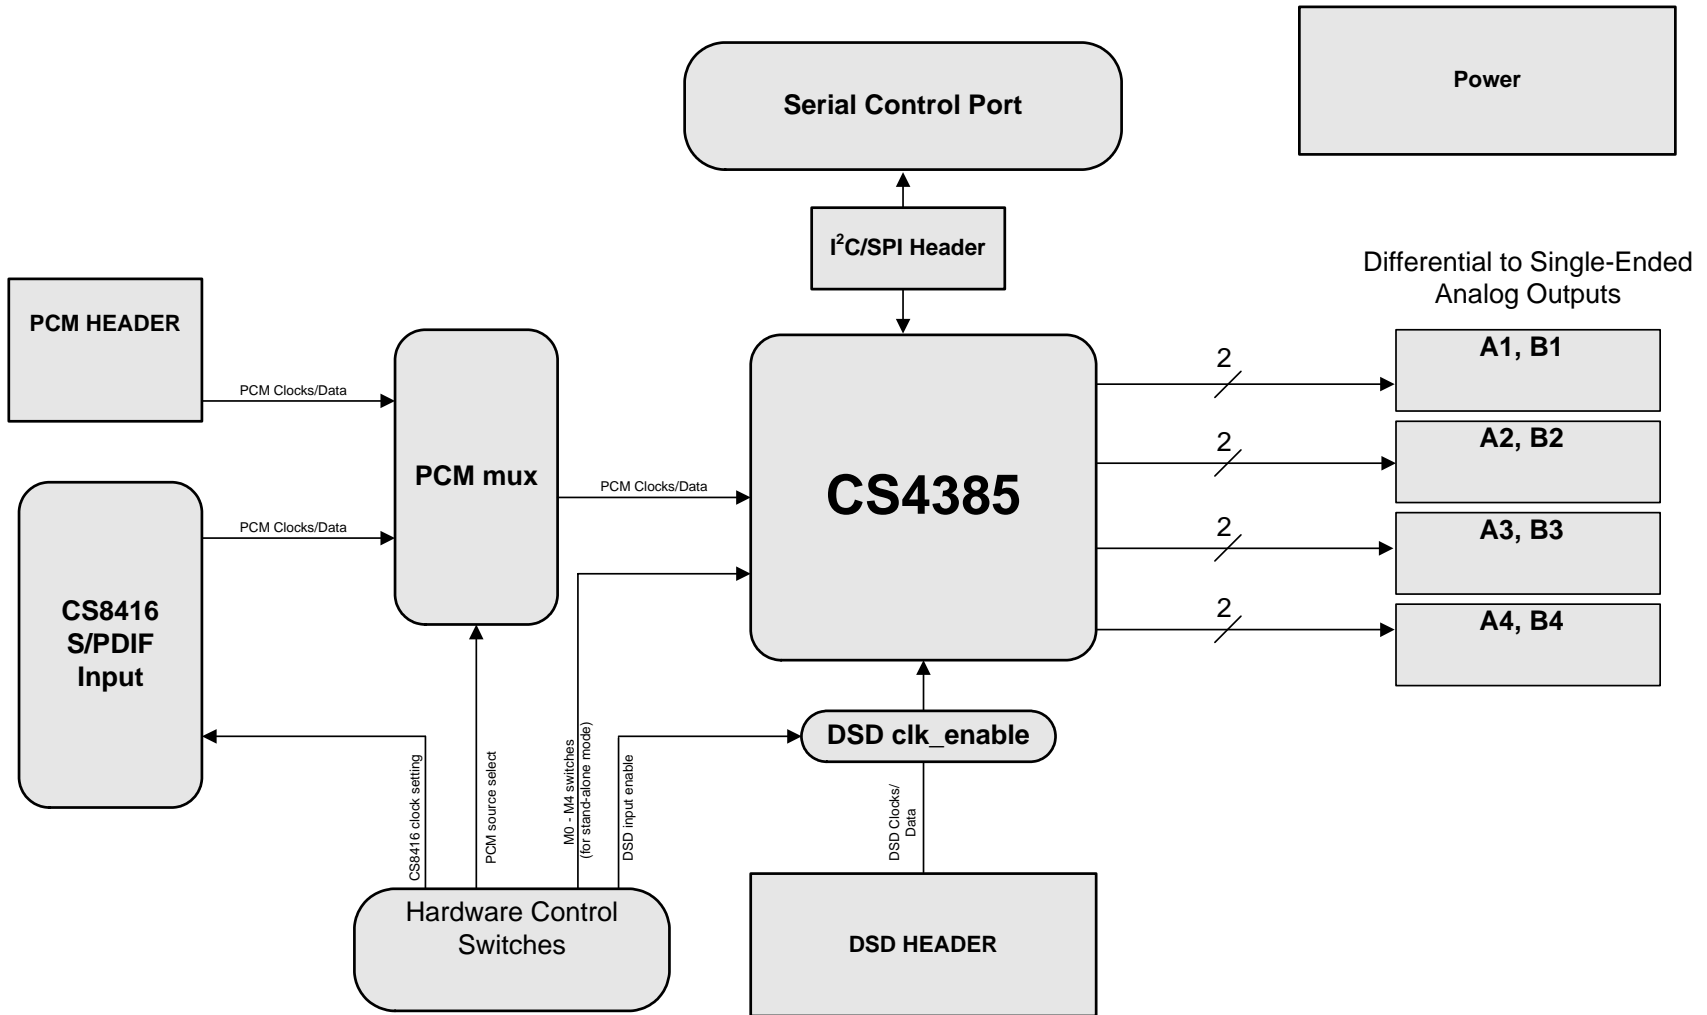 Power
Serial Control Port
I²C/SPI Header
Differential to Single-Ended
Analog Outputs
PCM HEADER
PCM Clocks/Data
PCM mux
PCM Clocks/Data
PCM Clocks/Data
CS8416
S/PDIF
Input
CS4385
2
A1, B1
2
A2, B2
2
A3, B3
2
A4, B4
DSD clk_enable
CS8416 clock setting
PCM source select
M0 - M4 switches
(for stand-alone mode)
DSD input enable
DSD Clocks/
Data
Hardware Control
Switches
DSD HEADER